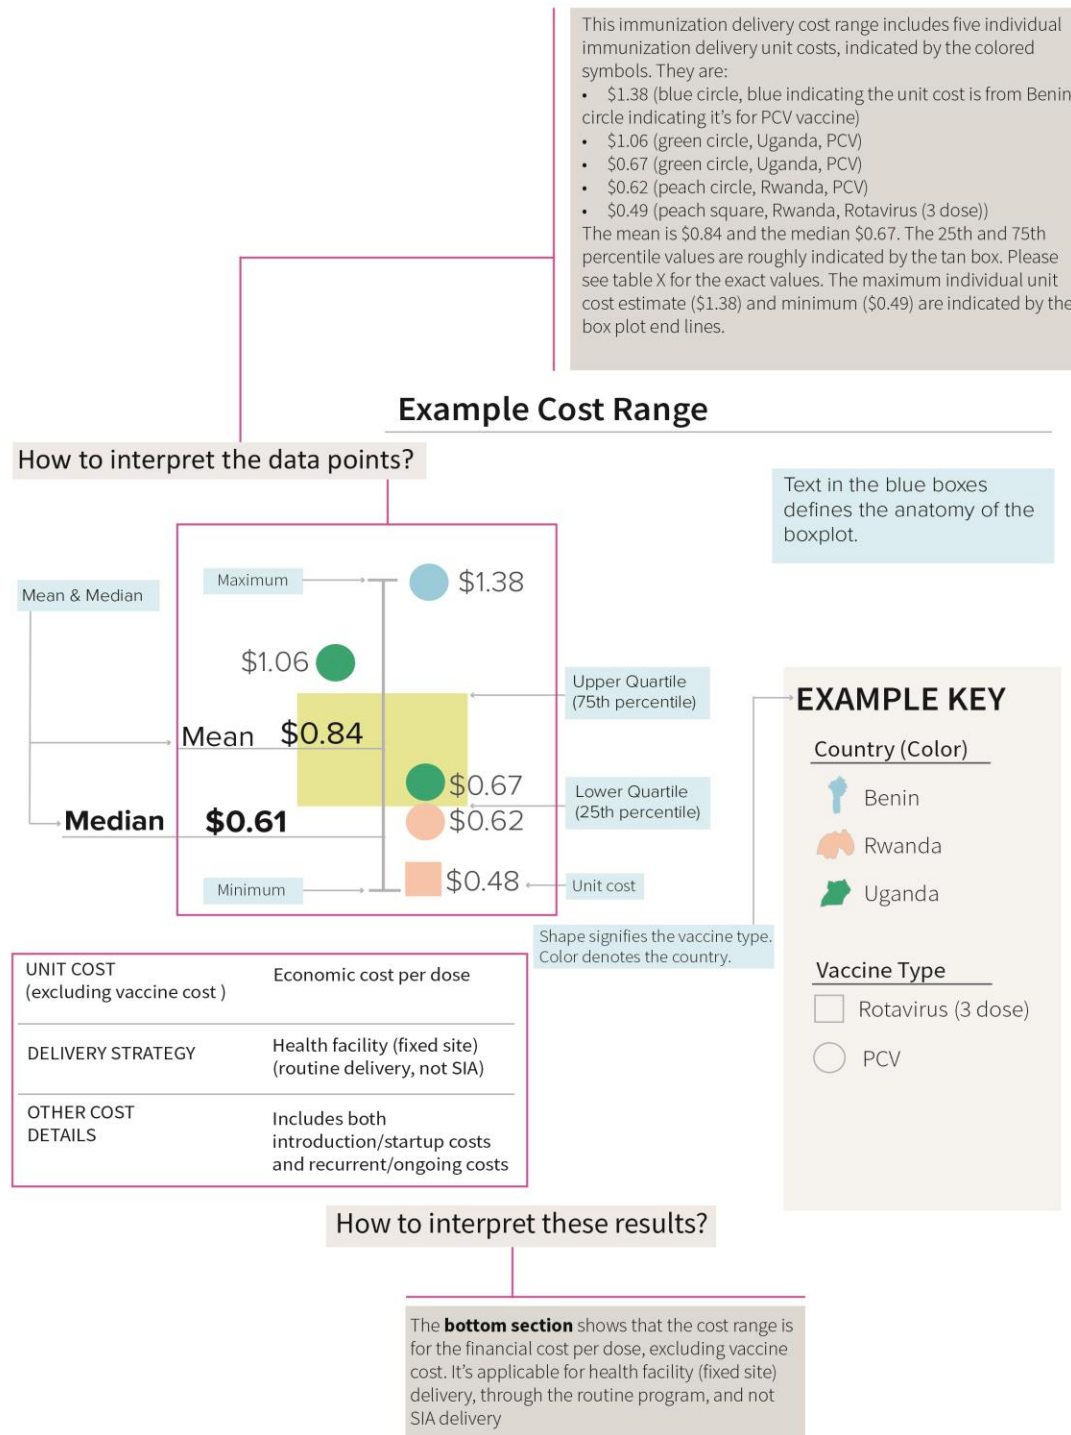 This immunization delivery cost range includes five individual
immunization delivery unit costs, indicated by the colored
symbols. They are:
• $1.38 (blue circle, blue indicating the unit cost is from Benin
circle indicating it's for PCV vaccine)
• $1.06 (green circle, Uganda, PCV)
• $0.67 (green circle, Uganda, PCV)
• $0.62 (peach circle, Rwanda, PCV)
• $0.49 (peach square, Rwanda, Rotavirus (3 dose))
The mean is $0.84 and the median $0.67. The 25th and 75th
percentile values are roughly indicated by the tan box. Please
see table X for the exact values. The maximum individual unit
cost estimate ($1.38) and minimum ($0.49) are indicated by the
box plot end lines.
Example Cost Range
How to interpret the data points?
Text in the blue boxes
defines the anatomy of the
boxplot.
Mean & Median
Maximum
$1.38
$1.06
Upper Quartile
(75th percentile)
Mean $0.84
$0.67
Lower Quartile
(25th percentile)
Median $0.61
$0.62
Minimum
$0.48
Unit cost
Shape signifies the vaccine type.
Color denotes the country.
EXAMPLE KEY
Country (Color)
Benin
Rwanda
Uganda
Vaccine Type
Rotavirus (3 dose)
PCV
UNIT COST
(excluding vaccine cost )
Economic cost per dose
DELIVERY STRATEGY
Health facility (fixed site)
(routine delivery, not SIA)
OTHER COST
DETAILS
Includes both
introduction/startup costs
and recurrent/ongoing costs
How to interpret these results?
The bottom section shows that the cost range is
for the financial cost per dose, excluding vaccine
cost. It's applicable for health facility (fixed site)
delivery, through the routine program, and not
SIA delivery